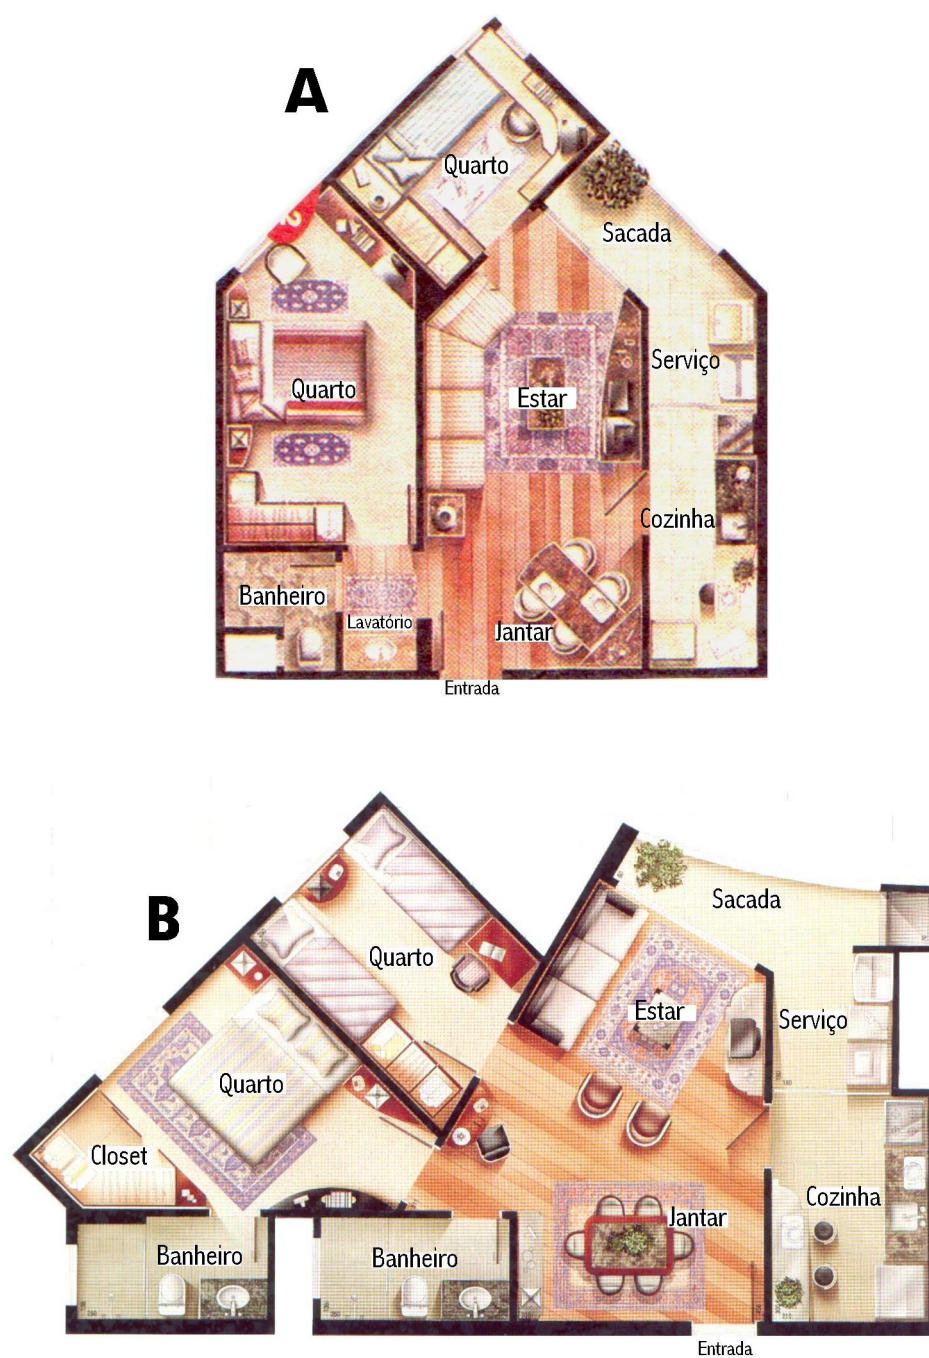 A
Quarto
Sacada
Serviço
Quarto
Estar
Cozinha
Banheiro
Lavatório
Jantar
Entrada
B
Sacada
Quarto
Estar
Serviço
Quarto
Closet
Cozinha
Jantar
Banheiro
Banheiro
Entrada